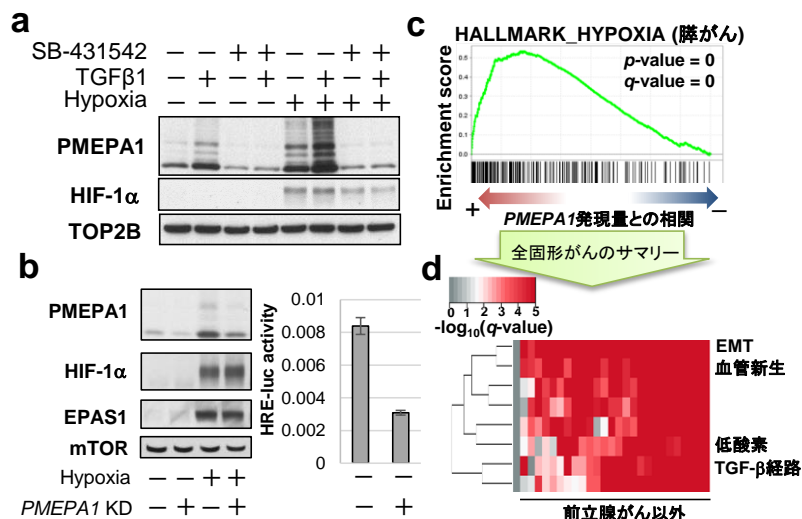 a
SB-431542 − − + + − − + +
TGFβ1 − + − + − + − +
Hypoxia − − − − + + + +
PMEPA1
HIF-1α
TOP2B
b
PMEPA1
HIF-1α
EPAS1
mTOR
Hypoxia − − + +
PMEPA1 KD − + − +
HRE-luc activity
0.01
0.008
0.006
0.004
0.002
0
− −
− +
c
HALLMARK_HYPOXIA (膵がん)
p-value = 0
q-value = 0
Enrichment score
0.5
0.4
0.3
0.2
0.1
0.0
+ −
PMEPA1発現量との相関
全固形がんのサマリー
d
0 1 2 3 4 5
-log10(q-value)
EMT
血管新生
低酸素
TGF-β経路
前立腺がん以外